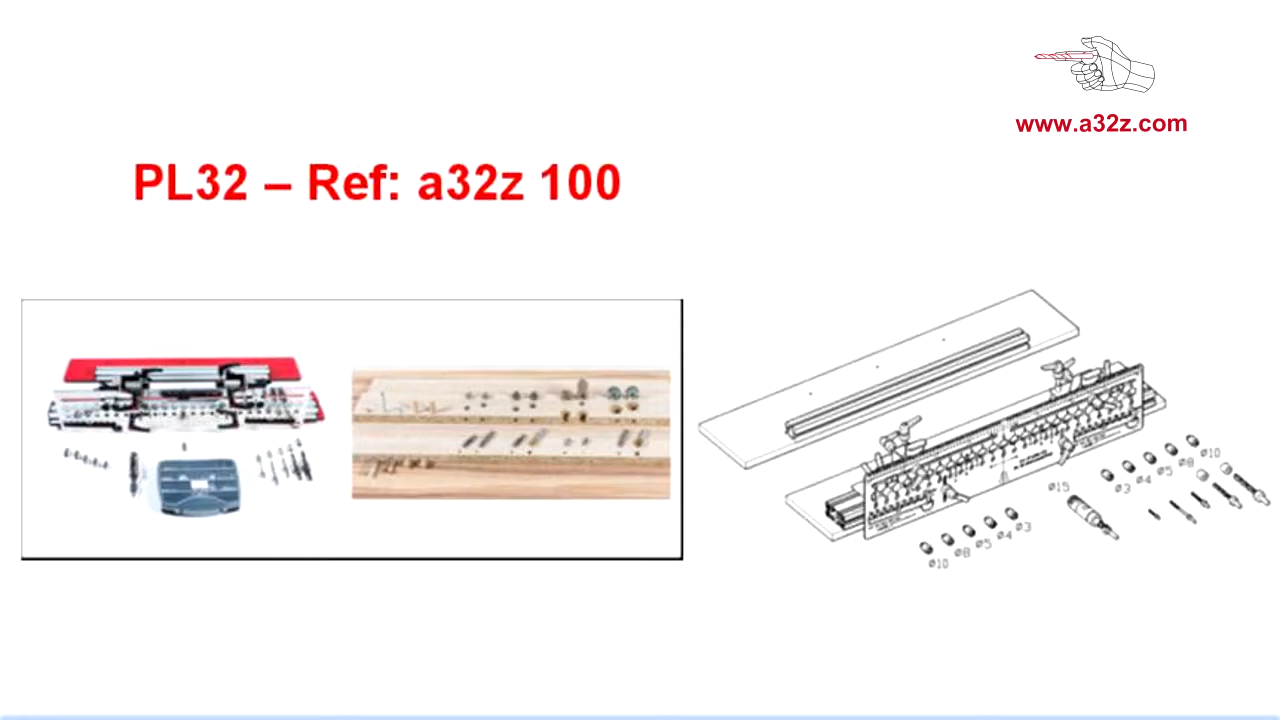 www.a32z.com
PL32 – Ref: a32z 100
Ø10
Ø8
Ø5
Ø4
Ø3
Ø15
Ø10
Ø8
Ø5
Ø4
Ø3